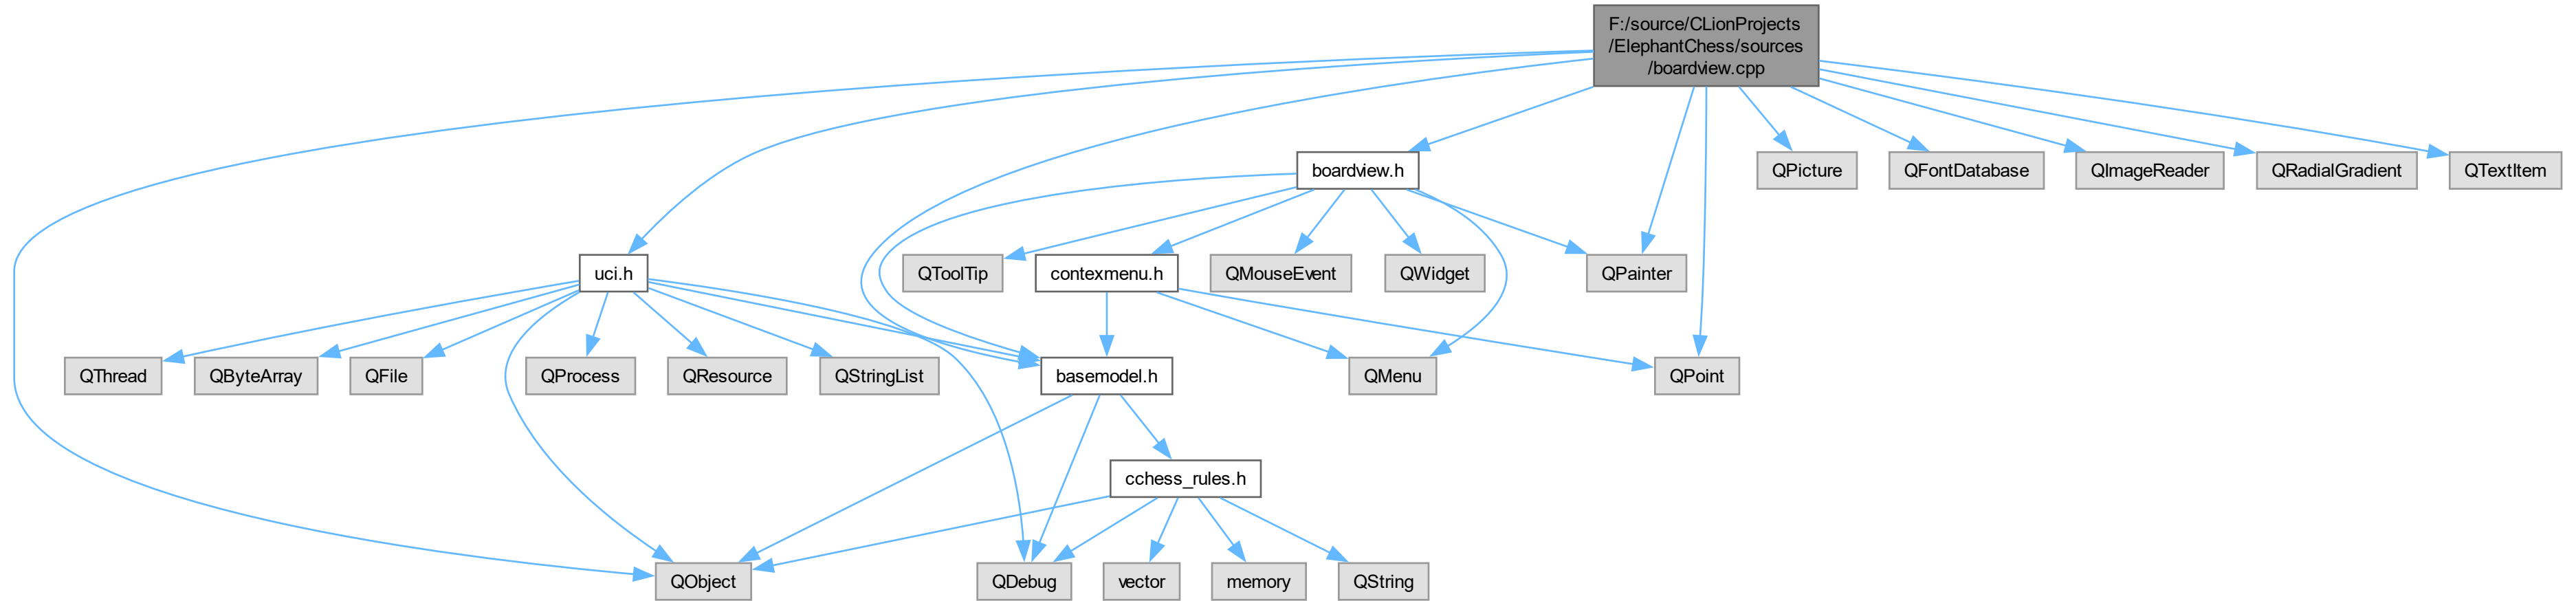 F:/source/CLionProjects
/ElephantChess/sources
/boardview.cpp
boardview.h
QPicture
QFontDatabase
QImageReader
QRadialGradient
QTextItem
uci.h
QToolTip
contexmenu.h
QMouseEvent
QWidget
QPainter
QThread
QByteArray
QFile
QProcess
QResource
QStringList
basemodel.h
QMenu
QPoint
cchess_rules.h
QObject
QDebug
vector
memory
QString